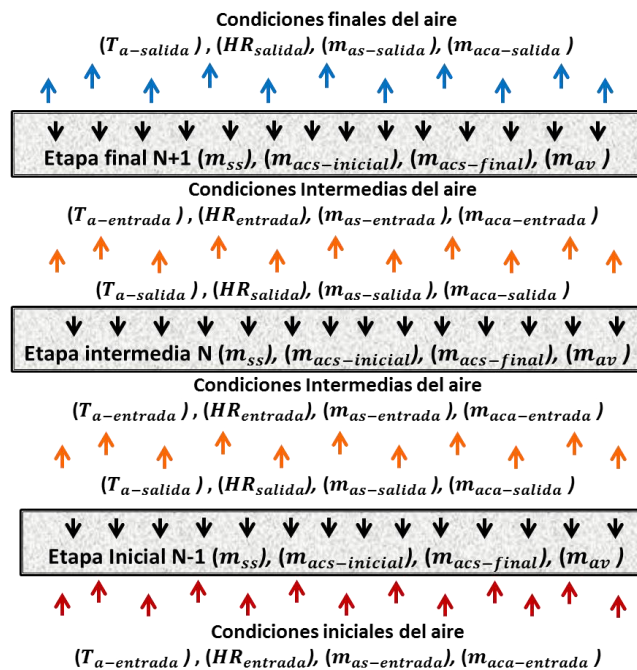 Condiciones finales del aire
(T_{a-salida}) , (HR_{salida}), (m_{as-salida}), (m_{aca-salida})
Etapa final N+1 (m_{ss}), (m_{acs-inicial}), (m_{acs-final}), (m_{av})
Condiciones Intermedias del aire
(T_{a-entrada}) , (HR_{entrada}), (m_{as-entrada}), (m_{aca-entrada})
(T_{a-salida}) , (HR_{salida}), (m_{as-salida}), (m_{aca-salida})
Etapa intermedia N (m_{ss}), (m_{acs-inicial}), (m_{acs-final}), (m_{av})
Condiciones Intermedias del aire
(T_{a-entrada}) , (HR_{entrada}), (m_{as-entrada}), (m_{aca-entrada})
(T_{a-salida}) , (HR_{salida}), (m_{as-salida}), (m_{aca-salida})
Etapa Inicial N-1 (m_{ss}), (m_{acs-inicial}), (m_{acs-final}), (m_{av})
Condiciones iniciales del aire
(T_{a-entrada}) , (HR_{entrada}), (m_{as-entrada}), (m_{aca-entrada})